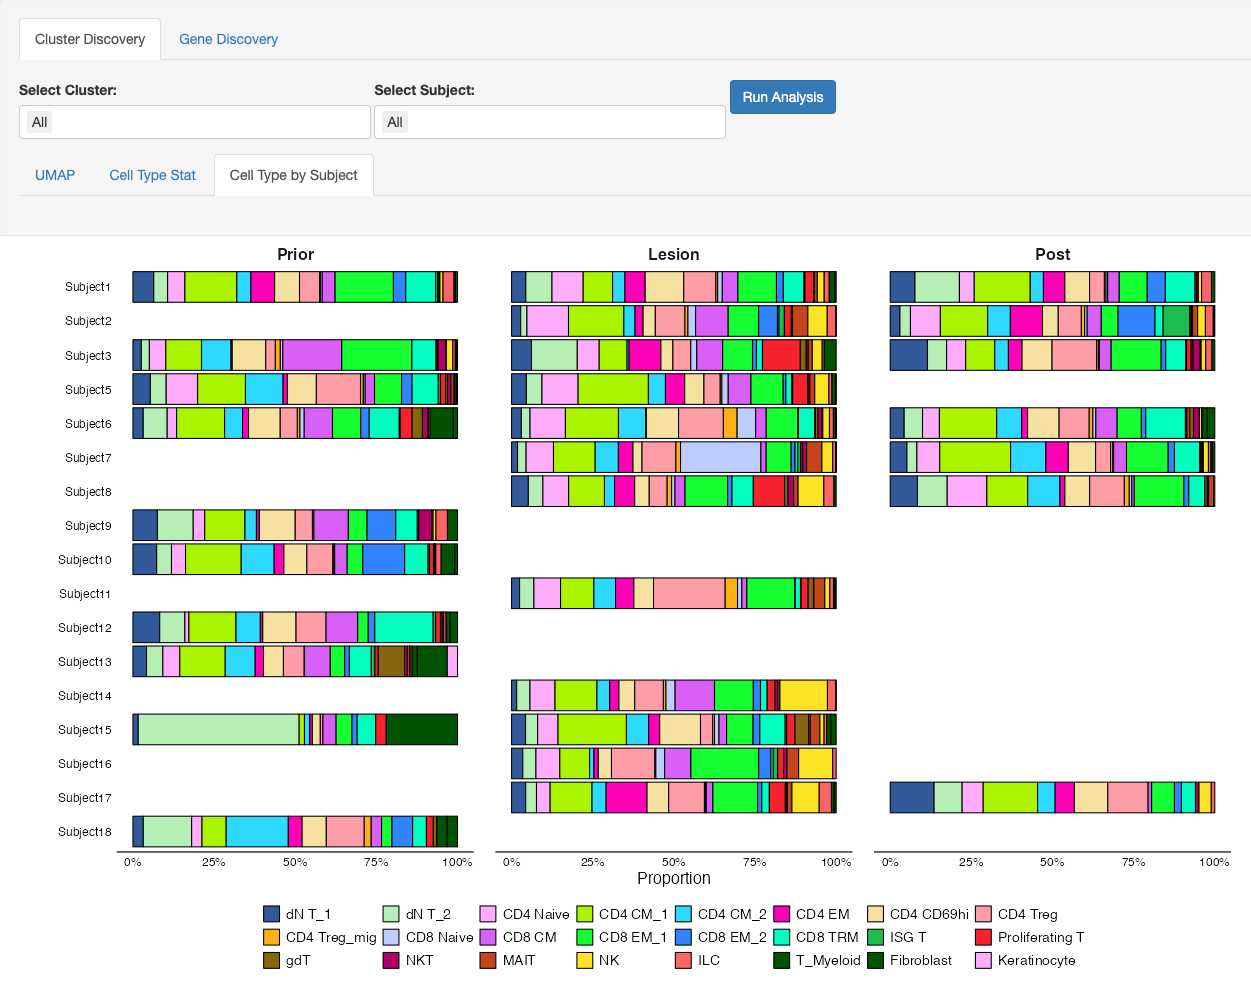 Cluster Discovery Gene Discovery
Select Cluster: Select Subject:
Run Analysis
All All
UMAP Cell Type Stat Cell Type by Subject
Prior Lesion Post
Subject1
Subject2
Subject3
Subject5
Subject6
Subject7
Subject8
Subject9
Subject10
Subject11
Subject12
Subject13
Subject14
Subject15
Subject16
Subject17
Subject18
0% 25% 50% 75% 100% 0% 25% 50% 75% 100% 0% 25% 50% 75% 100%
Proportion
dN T_1 dN T_2 CD4 Naive CD4 CM_1 CD4 CM_2 CD4 EM CD4 CD69hi CD4 Treg
CD4 Treg_mig CD8 Naive CD8 CM CD8 EM_1 CD8 EM_2 CD8 TRM ISG T Proliferating T
gdT NKT MAIT NK ILC T_Myeloid Fibroblast Keratinocyte